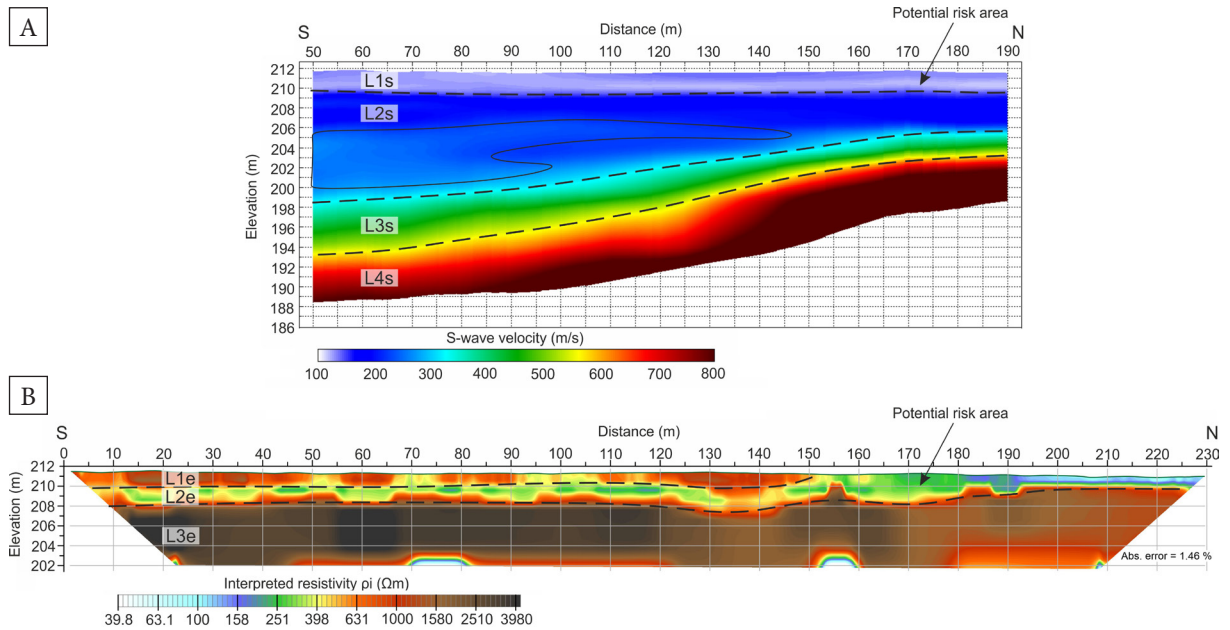 A
Potential risk area
S Distance (m) N
50 60 70 80 90 100 110 120 130 140 150 160 170 180 190
Elevation (m)
212
210
208
206
204
202
200
198
196
194
192
190
188
186
L1s
L2s
L3s
L4s
S-wave velocity (m/s)
100 200 300 400 500 600 700 800
B
Potential risk area
S Distance (m) N
0 10 20 30 40 50 60 70 80 90 100 110 120 130 140 150 160 170 180 190 200 210 220 230
Elevation (m)
212
210
208
206
204
202
L1e
L2e
L3e
Abs. error = 1.46 %
Interpreted resistivity ρi (Ωm)
39.8 63.1 100 158 251 398 631 1000 1580 2510 3980